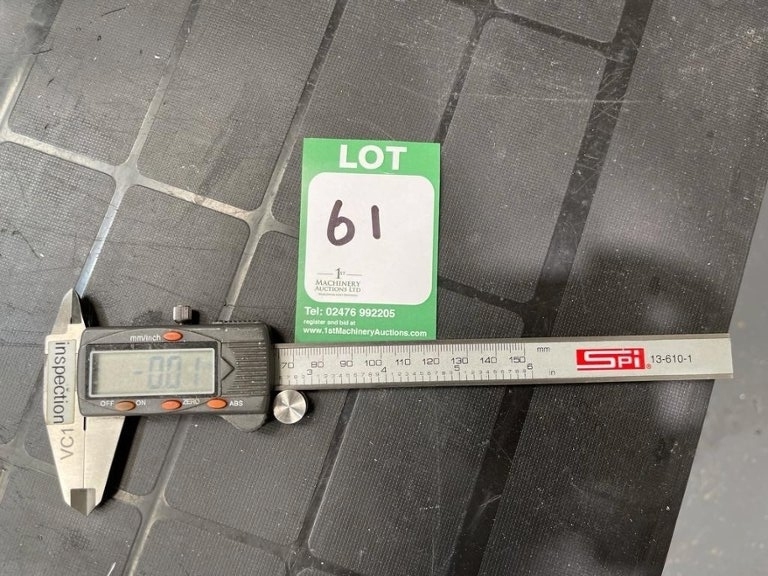 LOT
61
1ST
MACHINERY
AUCTIONS LTD
Tel: 02476 992205
register and bid at
www.1stMachineryAuctions.com
mm/inch
0.01
OFF ON ZERO ABS
inspection
VC1
70 80 90 100 110 120 130 140 150 mm
3 4 5 6 in
SPi® 13-610-1